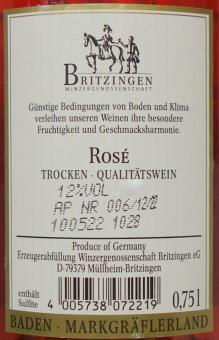 BRITZINGEN
WINZERGENOSSENSCHAFT
Günstige Bedingungen von Boden und Klima
verleihen unseren Weinen ihre besondere
Fruchtigkeit und Geschmacksharmonie.
ROSÉ
TROCKEN - QUALITÄTSWEIN
12%VOL
AP NR 006/12
100522 1028
Produce of Germany
Erzeugerabfüllung Winzergenossenschaft Britzingen eG
D-79379 Müllheim-Britzingen
enthält
Sulfite
4 005738 072219
0,75 l
BADEN - MARKGRÄFLERLAND